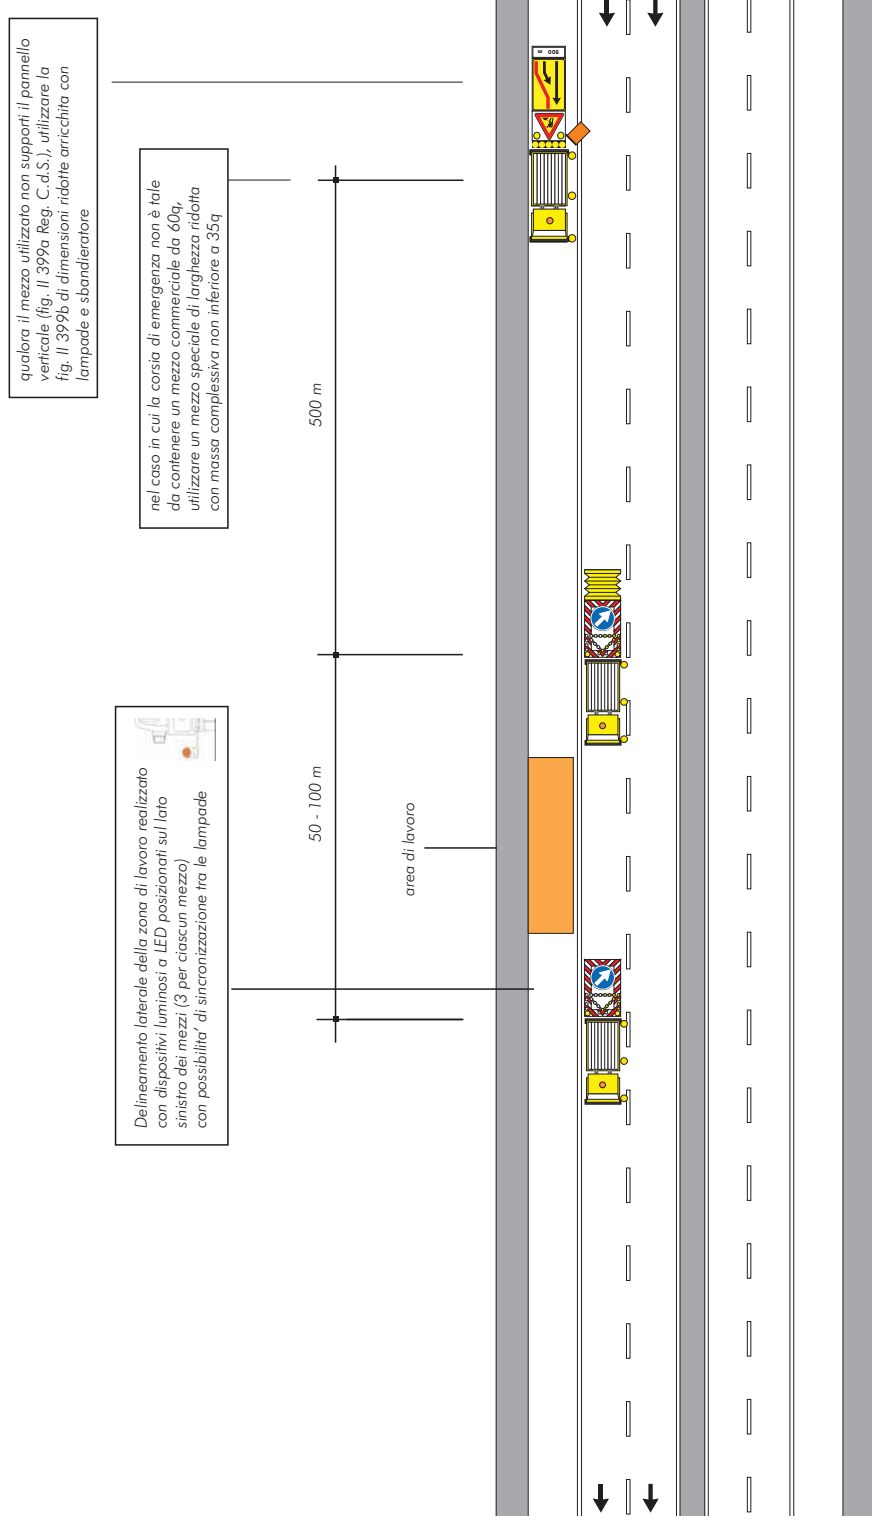 qualora il mezzo utilizzato non supporti il pannello
verticale (fig. II 399a Reg. C.d.S.), utilizzare la
fig. II 399b di dimensioni ridotte arricchita con
lampade e sbandieratore
nel caso in cui la corsia di emergenza non è tale
da contenere un mezzo commerciale da 60q,
utilizzare un mezzo speciale di larghezza ridotta
con massa complessiva non inferiore a 35q
500 m
500 m
50 - 100 m
area di lavoro
Delineamento laterale della zona di lavoro realizzato
con dispositivi luminosi a LED posizionati sul lato
sinistro dei mezzi (3 per ciascun mezzo)
con possibilita' di sincronizzazione tra le lampade